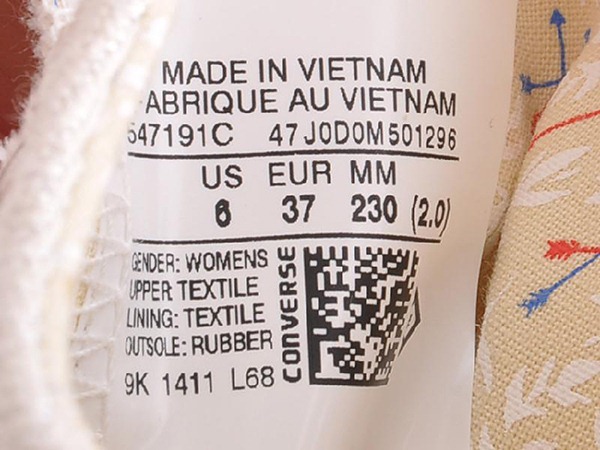 MADE IN VIETNAM
FABRIQUE AU VIETNAM
547191C 47J0D0M501296
US EUR MM
6 37 230 (2.0)
GENDER: WOMENS
UPPER: TEXTILE
LINING: TEXTILE
OUTSOLE: RUBBER
9K 1411 L68
CONVERSE